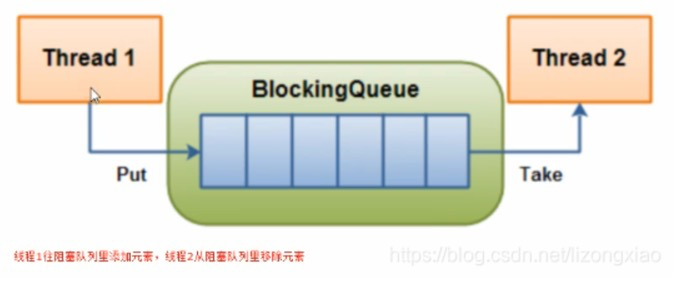 Thread 1
Thread 2
BlockingQueue
Put
Take
线程1往阻塞队列里添加元素，线程2从阻塞队列里移除元素
https://blog.csdn.net/lizongxiao